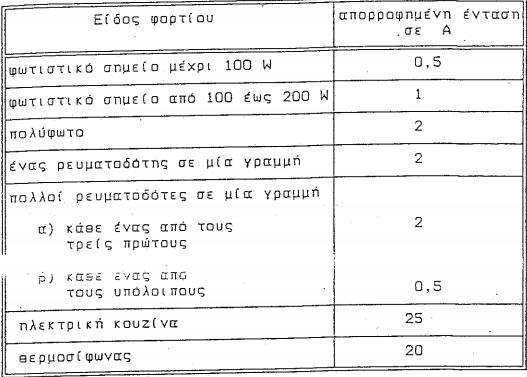 Είδος φορτίου
απορροφημένη ένταση
σε Α
φωτιστικό σημείο μέχρι 100 W
0,5
φωτιστικό σημείο από 100 έως 200 W
1
πολύφωτο
2
ένας ρευματοδότης σε μία γραμμή
2
πολλοί ρευματοδότες σε μία γραμμή
α) κάθε ένας από τους
2
τρείς πρώτους
β) κάθε ένας από
τους υπόλοιπους
0,5
ηλεκτρική κουζίνα
25
θερμοσίφωνας
20